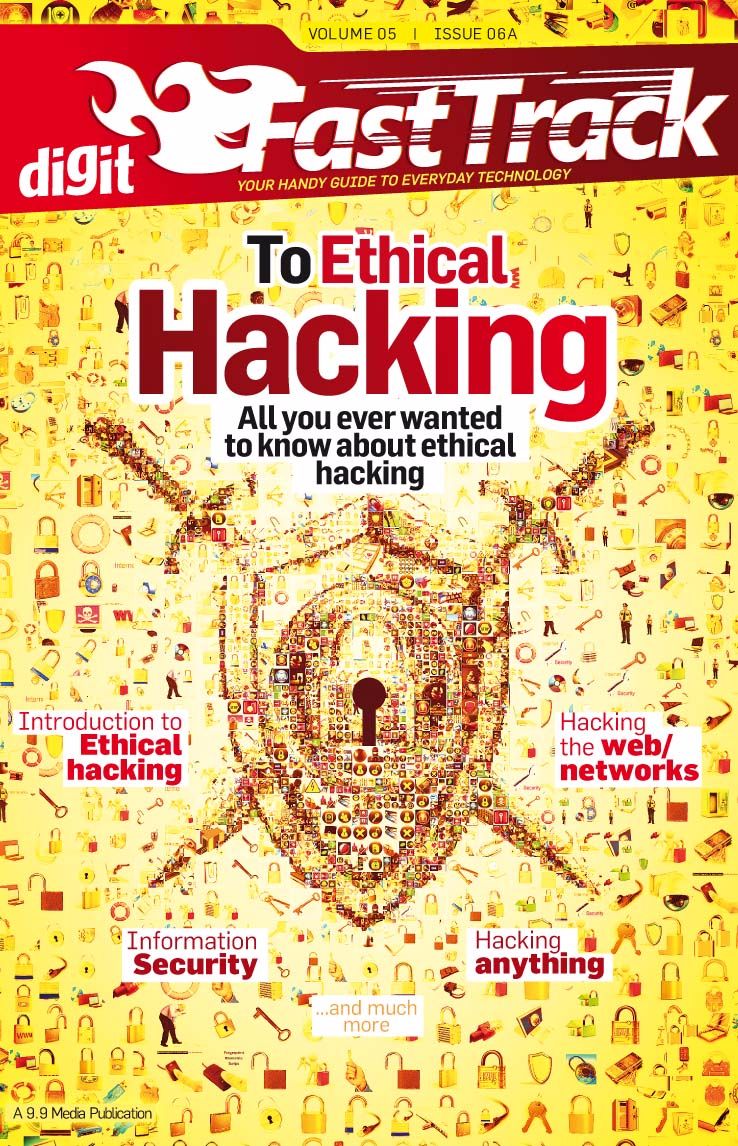 VOLUME 05 | ISSUE 06A
digit
Fast Track
YOUR HANDY GUIDE TO EVERYDAY TECHNOLOGY
To Ethical
Hacking
All you ever wanted
to know about ethical
hacking
Introduction to
Ethical
hacking
Hacking
the web/
networks
Information
Security
Hacking
anything
...and much
more
A 9.9 Media Publication